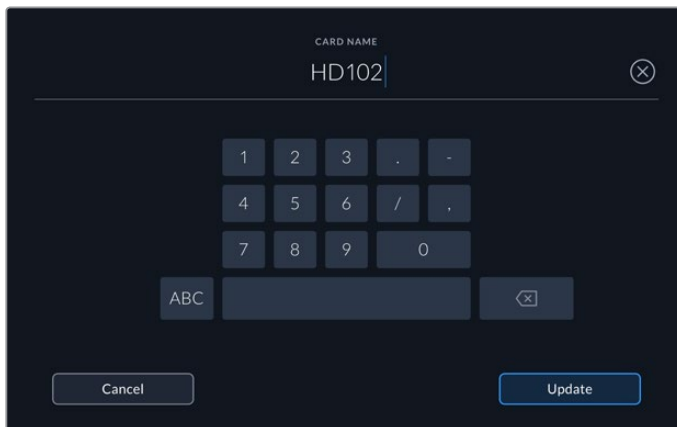 CARD NAME
HD102
1 2 3 . -
4 5 6 / ,
7 8 9 0
ABC
Cancel Update